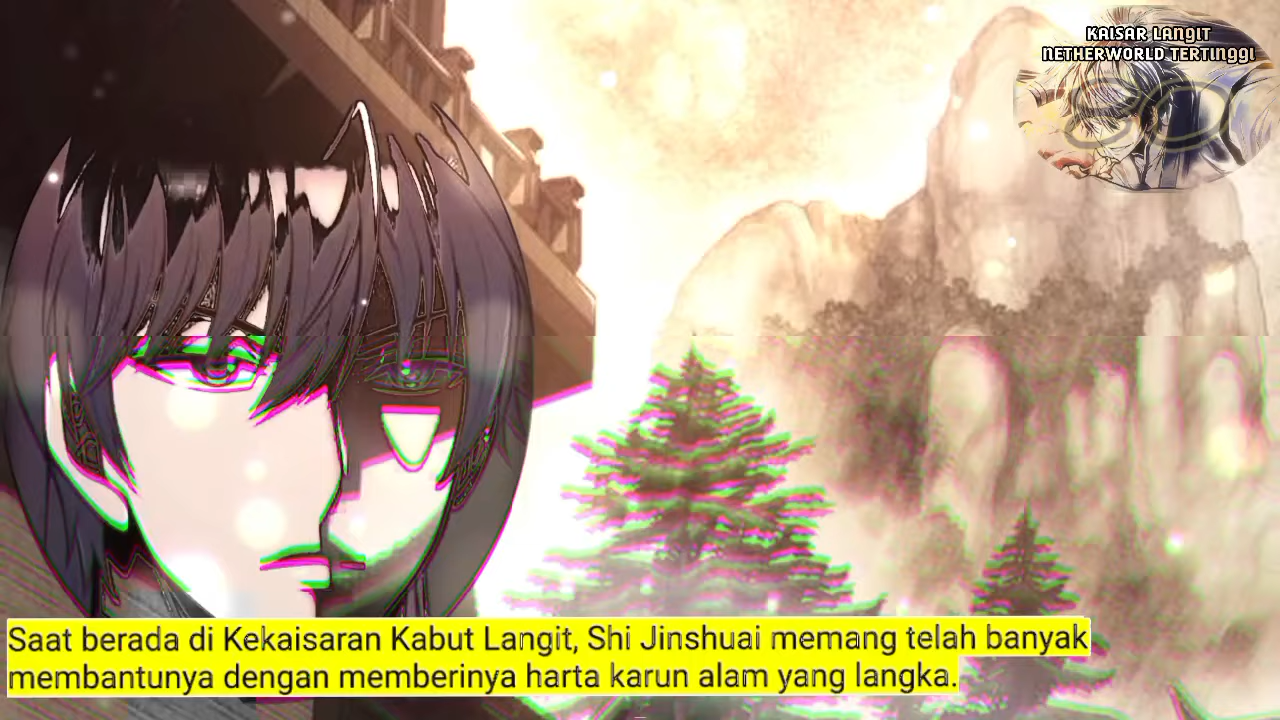 KAISAR LANGIT
NETHERWORLD TERTINGGI
Saat berada di Kekaisaran Kabut Langit, Shi Jinshuai memang telah banyak
membantunya dengan memberinya harta karun alam yang langka.